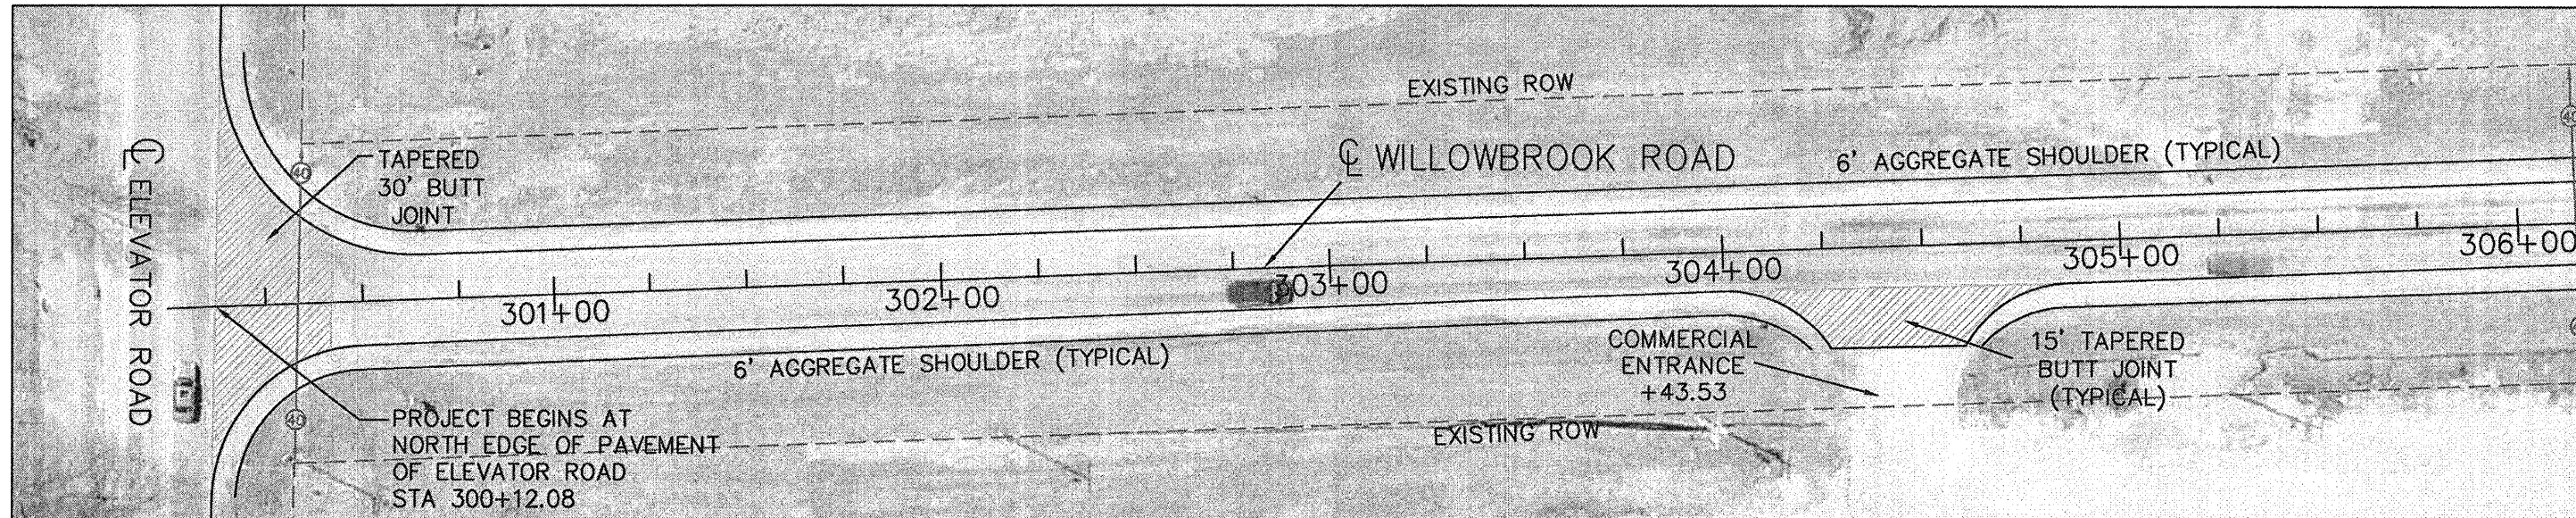 EXISTING ROW
℄ WILLOWBROOK ROAD
6' AGGREGATE SHOULDER (TYPICAL)
TAPERED
30' BUTT
JOINT
40
40
℄ ELEVATOR ROAD
301+00
302+00
303+00
304+00
305+00
306+00
6' AGGREGATE SHOULDER (TYPICAL)
COMMERCIAL
ENTRANCE
+43.53
15' TAPERED
BUTT JOINT
(TYPICAL)
PROJECT BEGINS AT
NORTH EDGE OF PAVEMENT
OF ELEVATOR ROAD
STA 300+12.08
EXISTING ROW